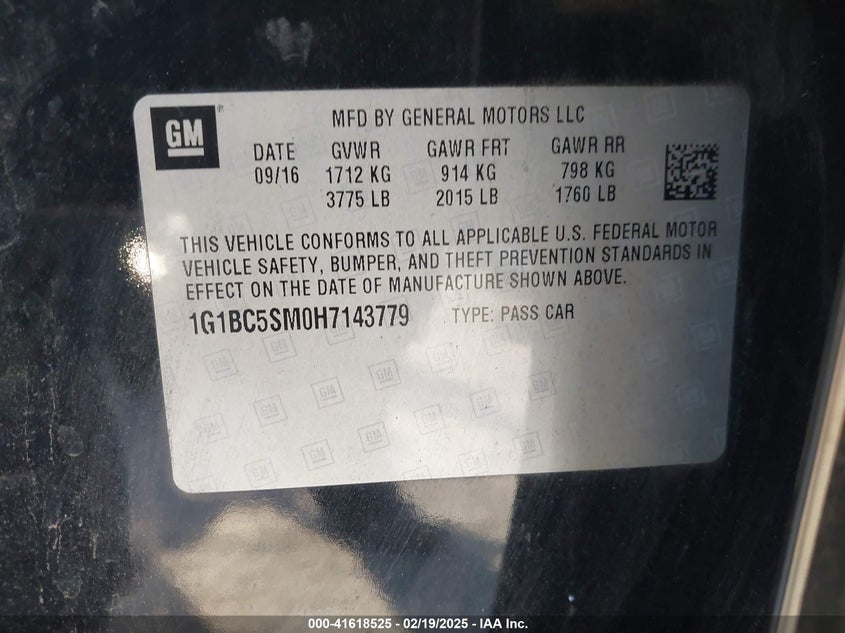 GM
MFD BY GENERAL MOTORS LLC
DATE GVWR GAWR FRT GAWR RR
09/16 1712 KG 914 KG 798 KG
3775 LB 2015 LB 1760 LB
THIS VEHICLE CONFORMS TO ALL APPLICABLE U.S. FEDERAL MOTOR
VEHICLE SAFETY, BUMPER, AND THEFT PREVENTION STANDARDS IN
EFFECT ON THE DATE OF MANUFACTURE SHOWN ABOVE.
1G1BC5SM0H7143779 TYPE: PASS CAR
000-41618525 - 02/19/2025 - IAA Inc.